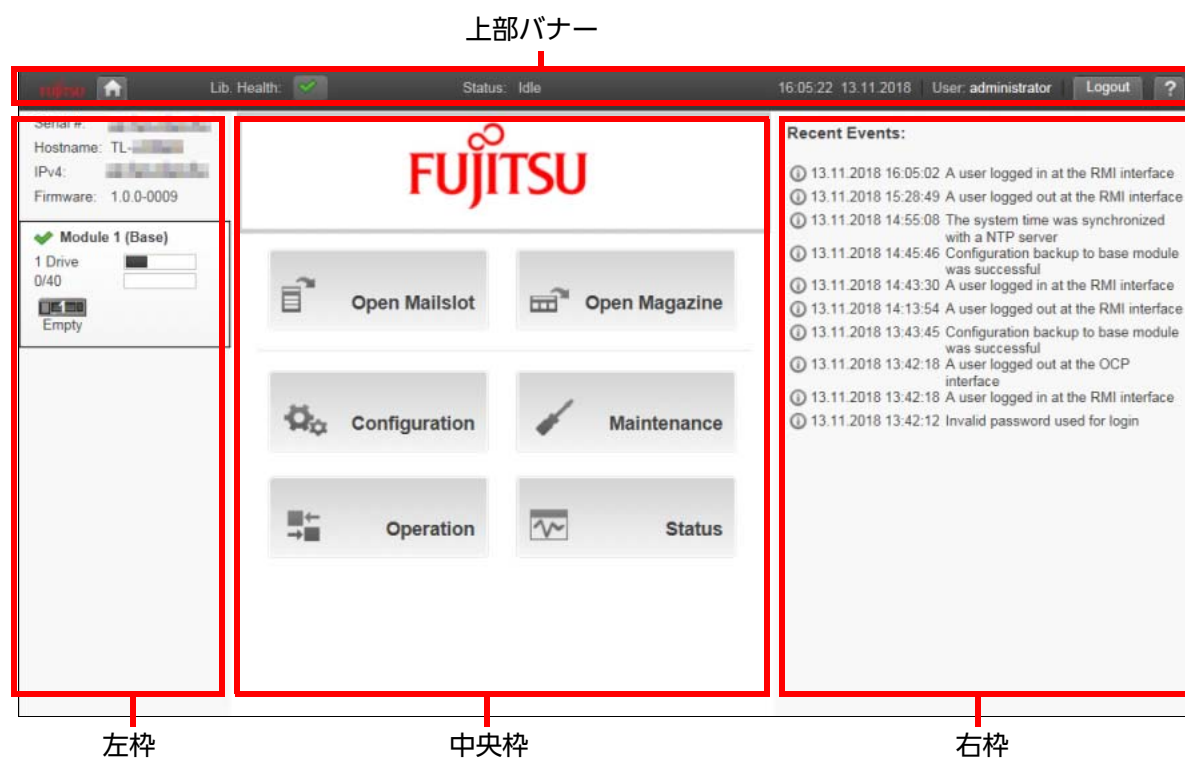 上部バナー
FUJITSU Lib. Health: Status: Idle 16:05:22 13.11.2018 User: administrator Logout ?
Serial #:
Hostname: TL-
IPv4:
Firmware: 1.0.0-0009
Module 1 (Base)
1 Drive
0/40
Empty
FUJITSU
Open Mailslot
Open Magazine
Configuration
Maintenance
Operation
Status
Recent Events:
13.11.2018 16:05:02 A user logged in at the RMI interface
13.11.2018 15:28:49 A user logged out at the RMI interface
13.11.2018 14:55:08 The system time was synchronized
with a NTP server
13.11.2018 14:45:46 Configuration backup to base module
was successful
13.11.2018 14:43:30 A user logged in at the RMI interface
13.11.2018 14:13:54 A user logged out at the RMI interface
13.11.2018 13:43:45 Configuration backup to base module
was successful
13.11.2018 13:42:18 A user logged out at the OCP
interface
13.11.2018 13:42:18 A user logged in at the RMI interface
13.11.2018 13:42:12 Invalid password used for login
左枠
中央枠
右枠